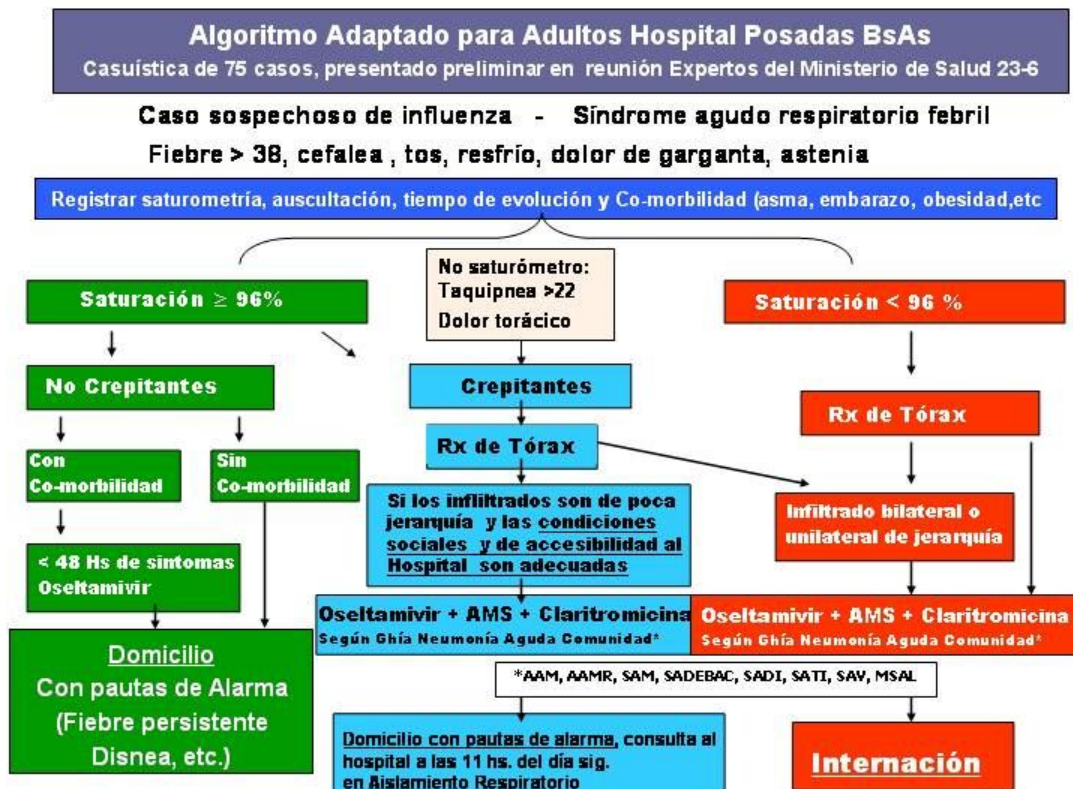 Algoritmo Adaptado para Adultos Hospital Posadas BsAs
Casuística de 75 casos, presentado preliminar en reunión Expertos del Ministerio de Salud 23-6
Caso sospechoso de influenza - Síndrome agudo respiratorio febril
Fiebre > 38, cefalea , tos, resfrío, dolor de garganta, astenia
Registrar saturometría, auscultación, tiempo de evolución y Co-morbilidad (asma, embarazo, obesidad,etc
Saturación ≥ 96%
No saturómetro:
Taquipnea >22
Dolor torácico
Saturación < 96 %
No Crepitantes
Crepitantes
Rx de Tórax
Rx de Tórax
Con
Co-morbilidad
Sin
Co-morbilidad
Si los infliltrados son de poca
jerarquía y las condiciones
sociales y de accesibilidad al
Hospital son adecuadas
Infiltrado bilateral o
unilateral de jerarquía
< 48 Hs de síntomas
Oseltamivir
Oseltamivir + AMS + Claritromicina
Según Ghía Neumonía Aguda Comunidad*
Oseltamivir + AMS + Claritromicina
Según Ghía Neumonía Aguda Comunidad*
Domicilio
Con pautas de Alarma
(Fiebre persistente
Disnea, etc.)
*AAM, AAMR, SAM, SADEBAC, SADI, SATI, SAV, MSAL
Domicilio con pautas de alarma, consulta al
hospital a las 11 hs. del día sig.
en Aislamiento Respiratorio
Internación